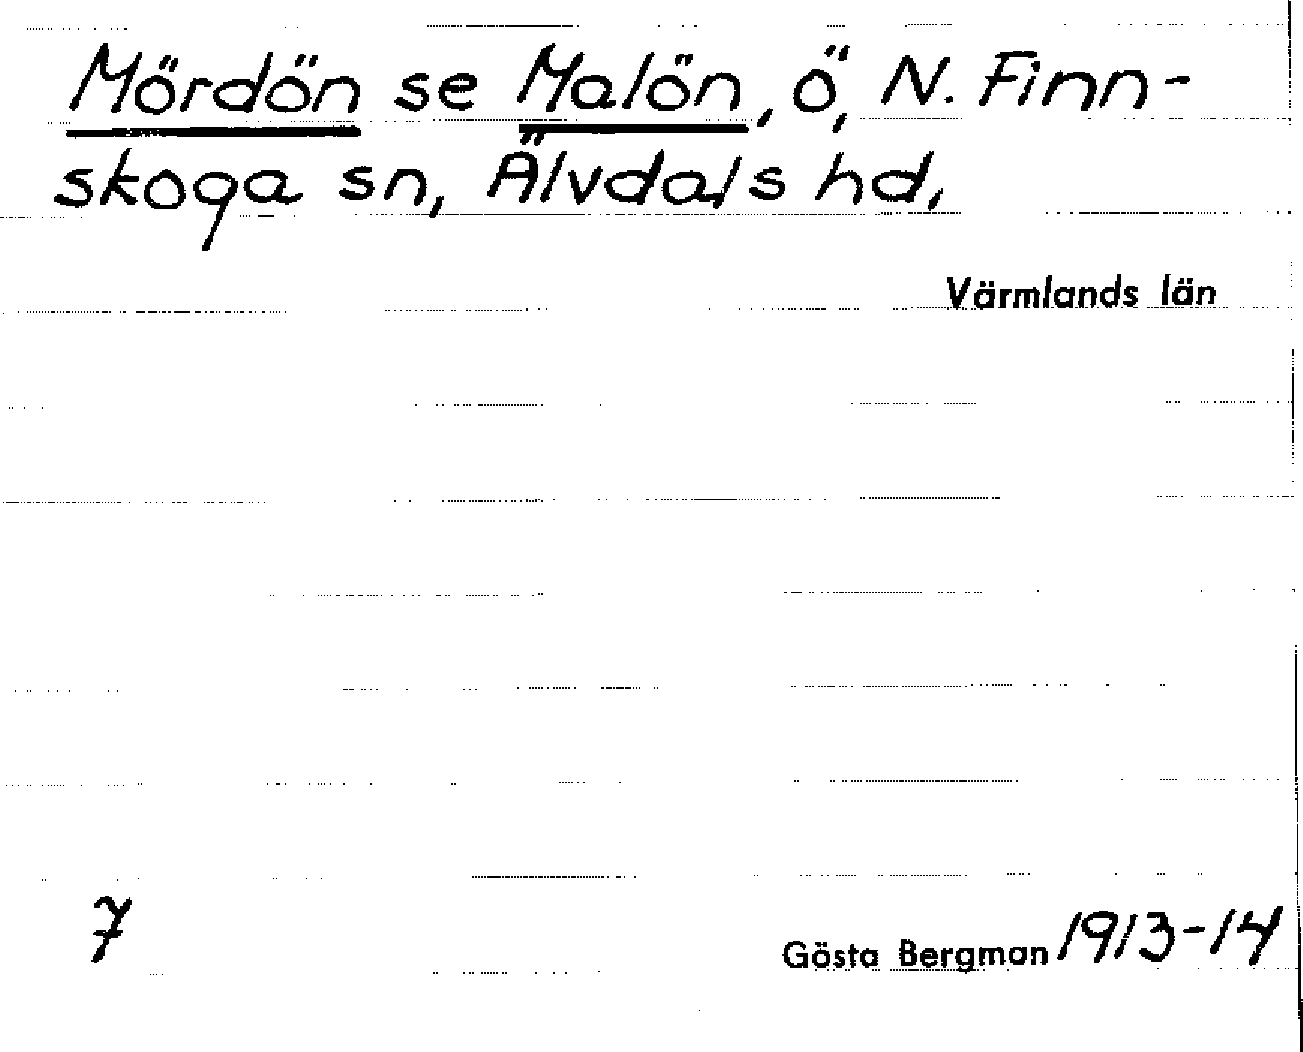 Mördön se Malön, ö, N. Finn-
skoga sn, Älvdals hd,
Värmlands län
7
Gösta Bergman 1913-14